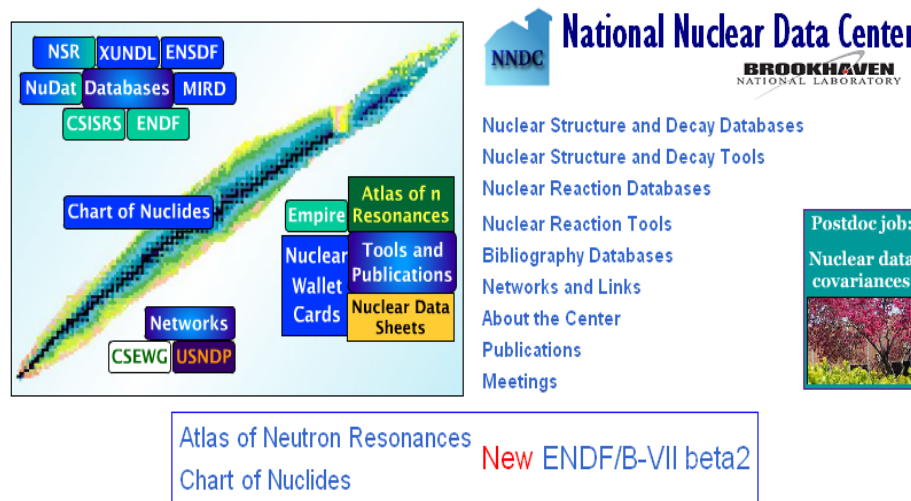 NSR XUNDL ENSDF
NuDat Databases MIRD
CSISRS ENDF
Chart of Nuclides
Empire
Atlas of n
Resonances
Nuclear
Wallet
Cards
Tools and
Publications
Nuclear Data
Sheets
Networks
CSEWG USNDP
NNDC
National Nuclear Data Center
BROOKHAVEN
NATIONAL LABORATORY
Nuclear Structure and Decay Databases
Nuclear Structure and Decay Tools
Nuclear Reaction Databases
Nuclear Reaction Tools
Bibliography Databases
Networks and Links
About the Center
Publications
Meetings
Postdoc job:
Nuclear data
covariances
Atlas of Neutron Resonances
Chart of Nuclides
New ENDF/B-VII beta2